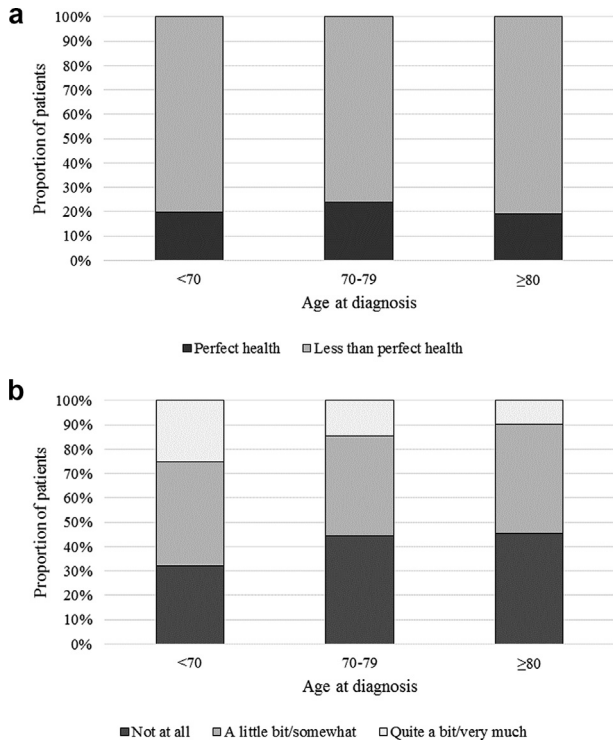 a
100%
90%
80%
70%
60%
50%
40%
30%
20%
10%
0%
Proportion of patients
<70 70-79 ≥80
Age at diagnosis
Perfect health Less than perfect health
b
100%
90%
80%
70%
60%
50%
40%
30%
20%
10%
0%
Proportion of patients
<70 70-79 ≥80
Age at diagnosis
Not at all A little bit/somewhat Quite a bit/very much